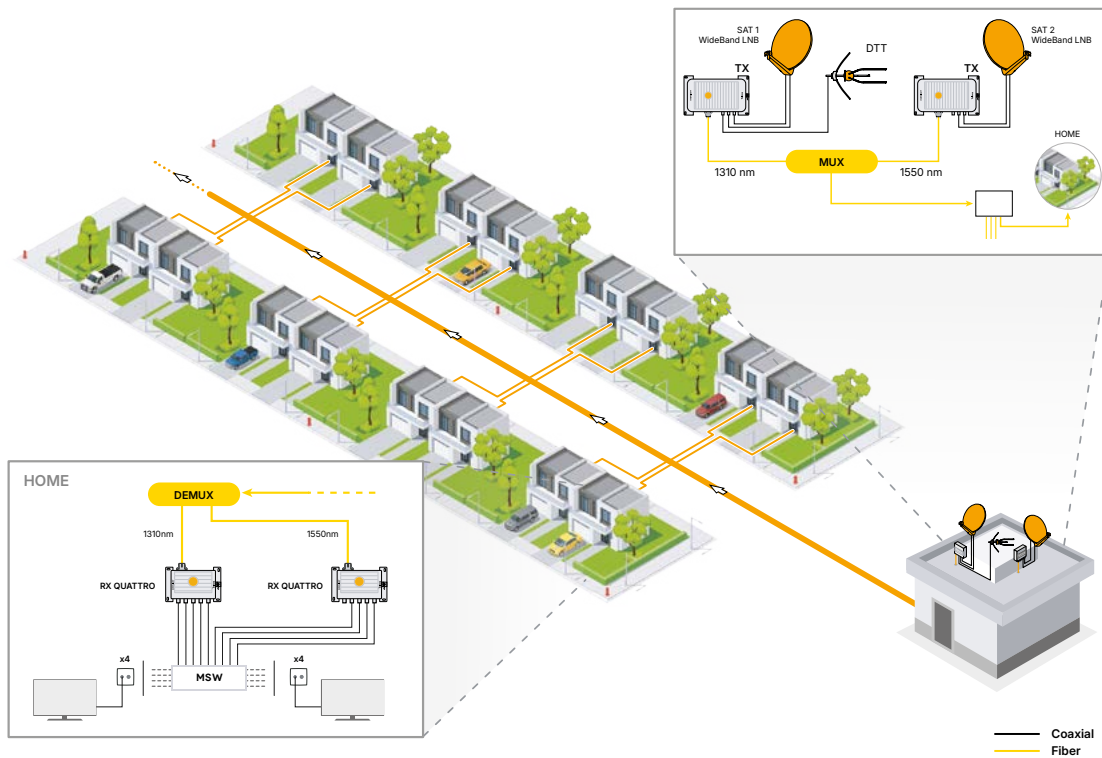 SAT 1
WideBand LNB
DTT
SAT 2
WideBand LNB
TX
TX
MUX
1310 nm
1550 nm
HOME
HOME
DEMUX
1310nm
1550nm
RX QUATTRO
RX QUATTRO
x4
x4
MSW
Coaxial
Fiber